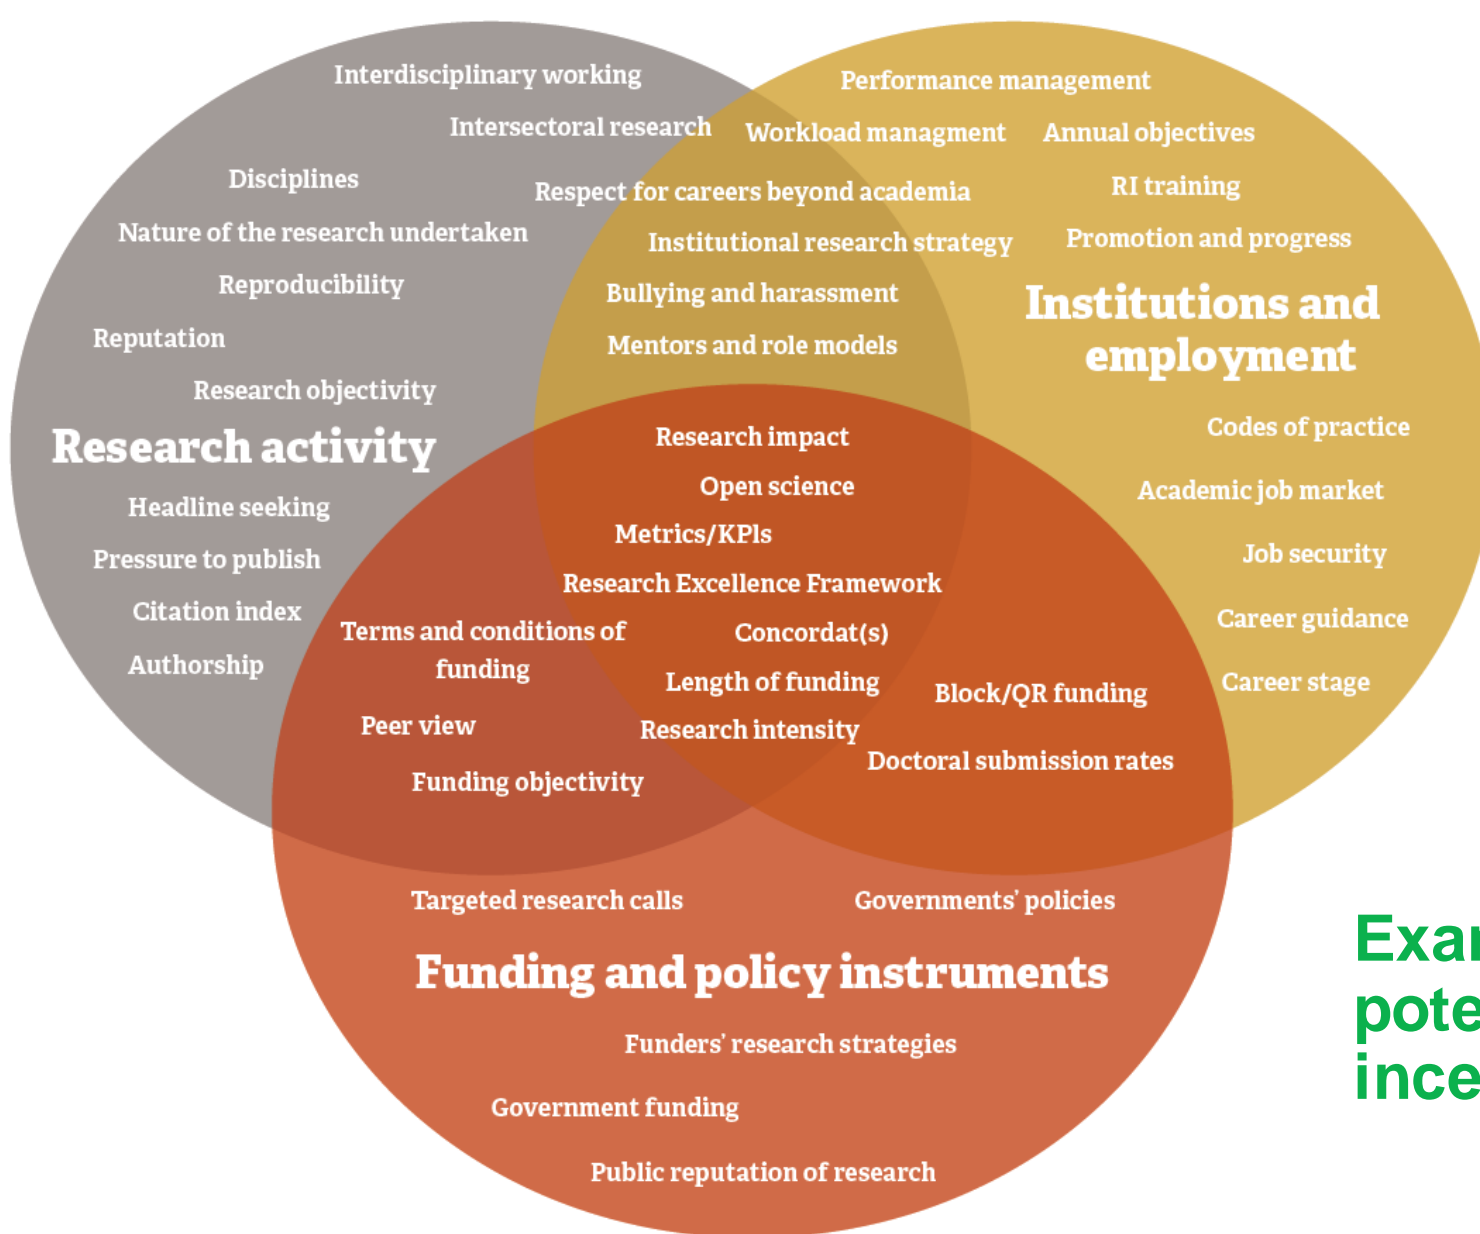 Interdisciplinary working
Intersectoral research
Disciplines
Nature of the research undertaken
Reproducibility
Reputation
Research objectivity
Research activity
Headline seeking
Pressure to publish
Citation index
Authorship
Performance management
Workload managment
Annual objectives
RI training
Promotion and progress
Institutions and
employment
Codes of practice
Academic job market
Job security
Career guidance
Career stage
Respect for careers beyond academia
Institutional research strategy
Bullying and harassment
Mentors and role models
Research impact
Open science
Metrics/KPIs
Research Excellence Framework
Concordat(s)
Length of funding
Research intensity
Terms and conditions of
funding
Peer view
Funding objectivity
Block/QR funding
Doctoral submission rates
Targeted research calls
Governments’ policies
Funding and policy instruments
Funders’ research strategies
Government funding
Public reputation of research